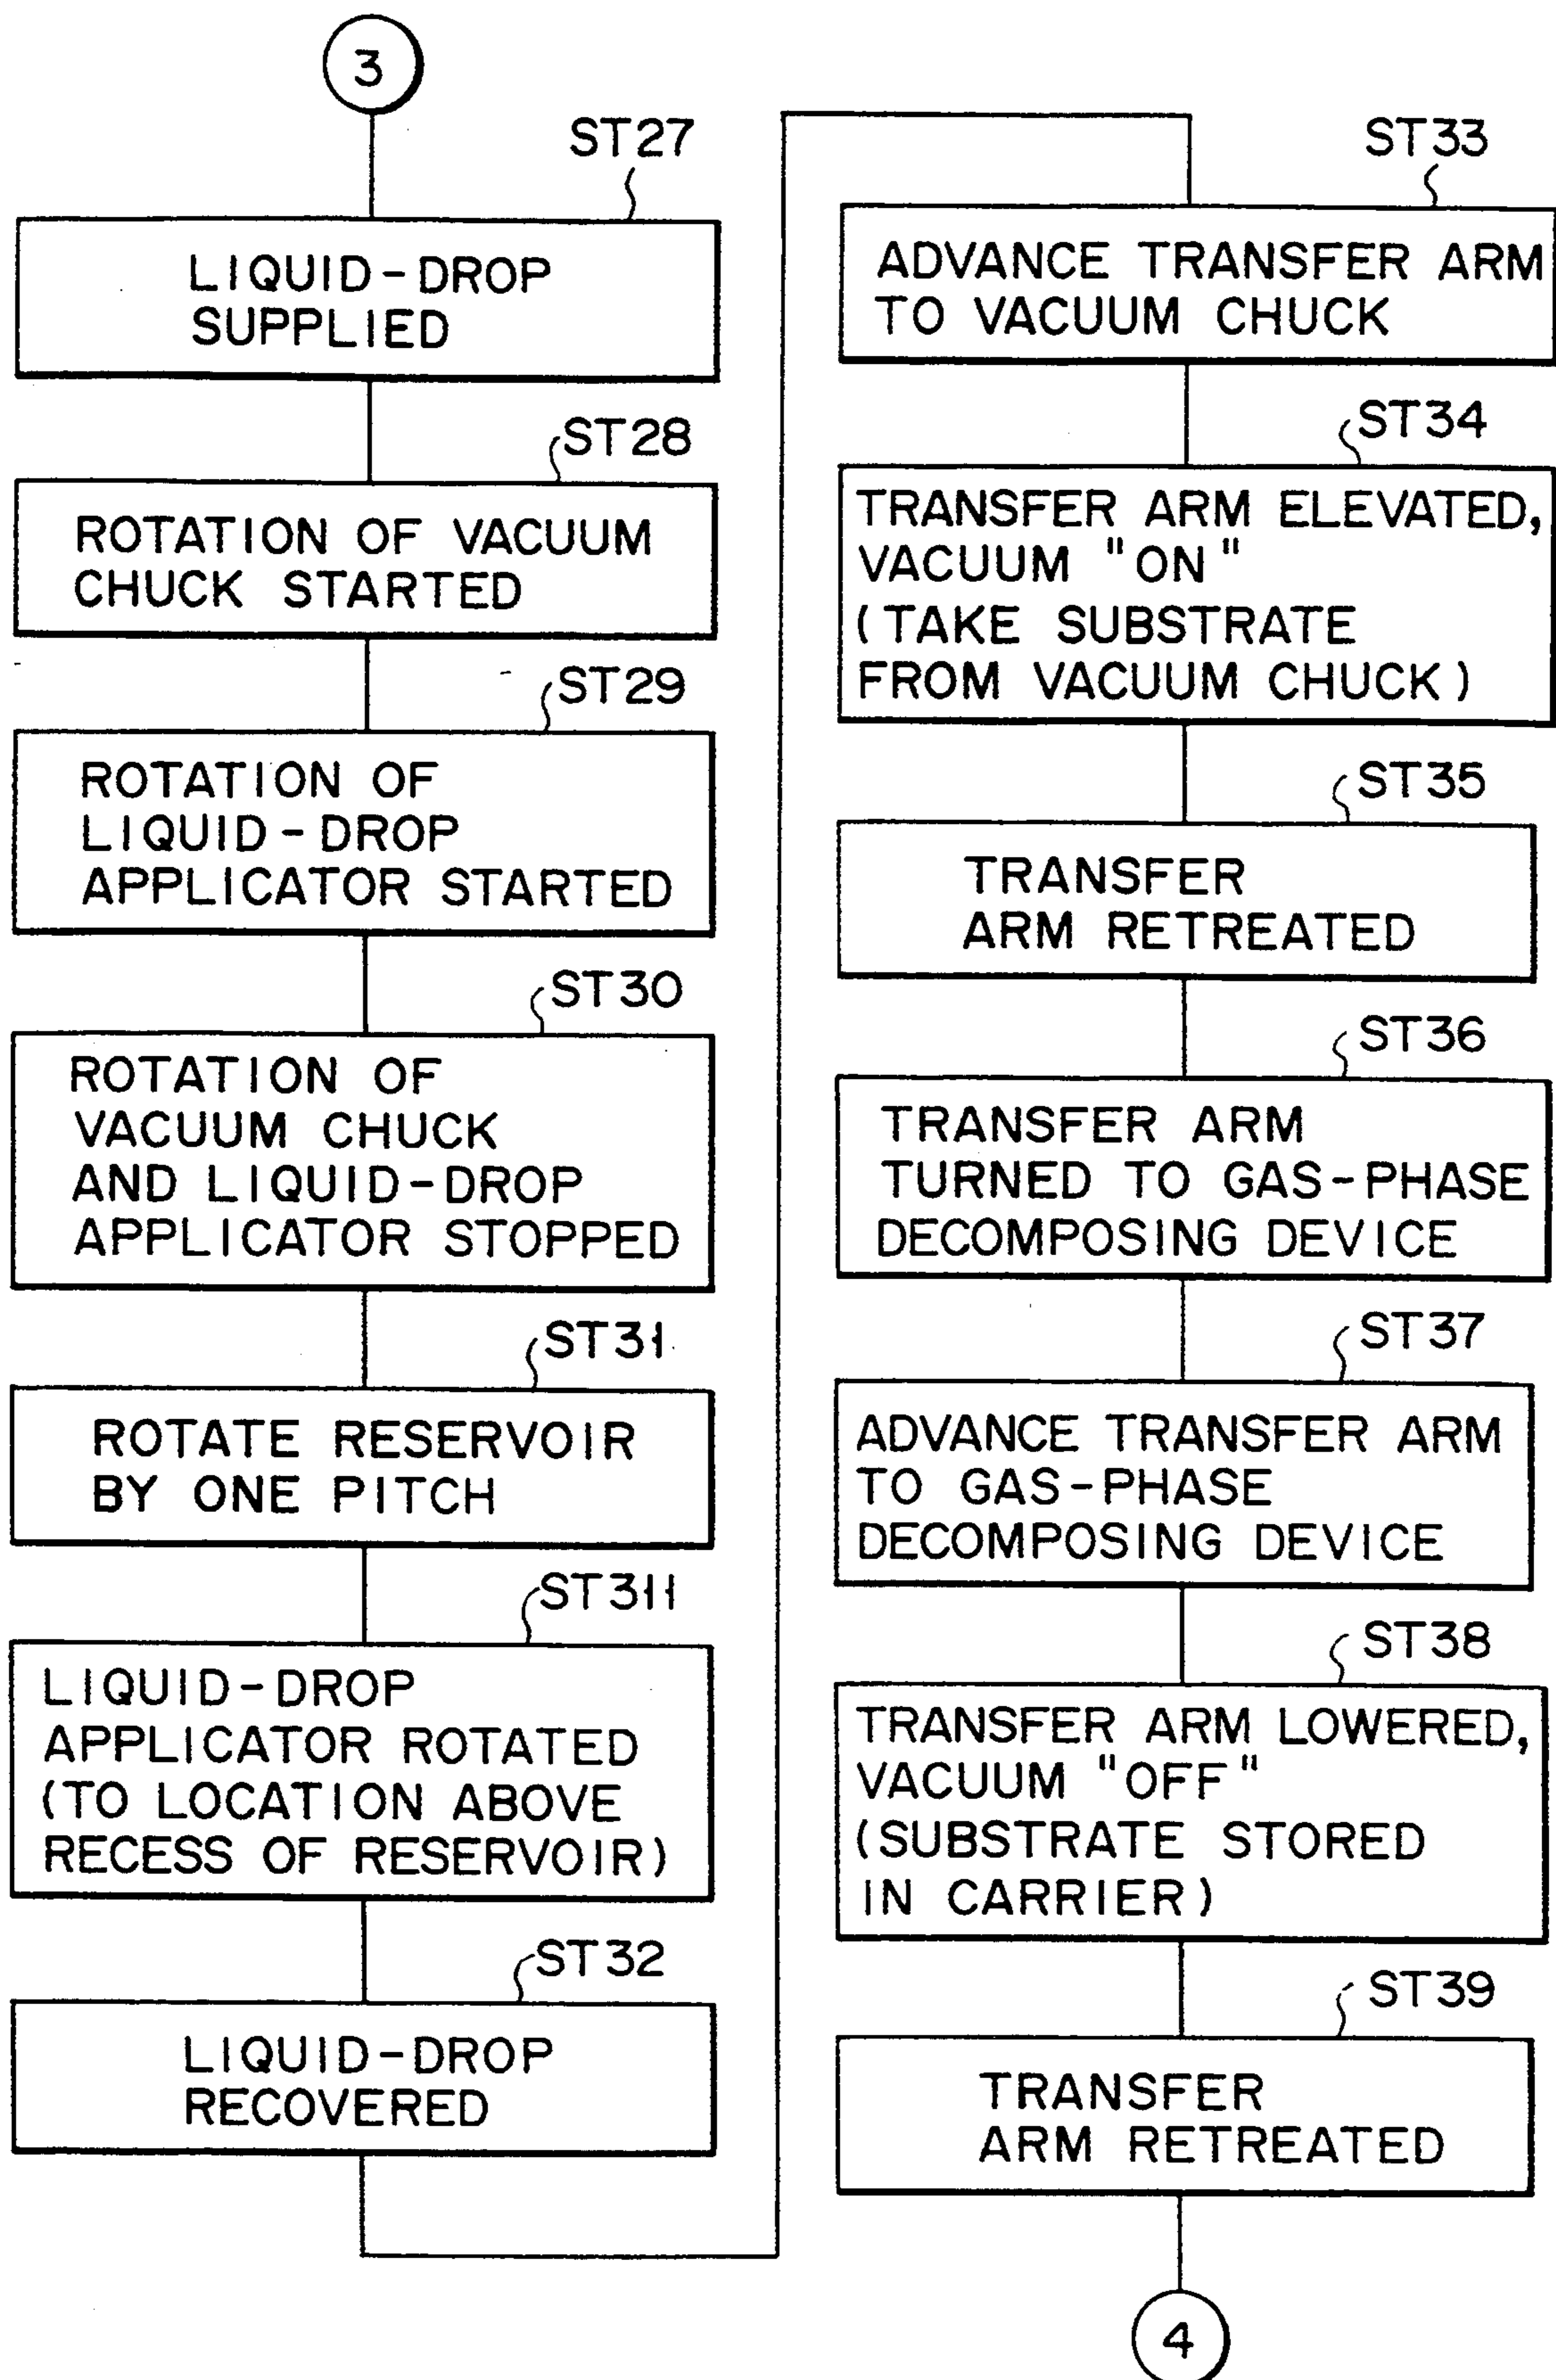 3
ST27
LIQUID-DROP
SUPPLIED
ST28
ROTATION OF VACUUM
CHUCK STARTED
ST29
ROTATION OF
LIQUID-DROP
APPLICATOR STARTED
ST30
ROTATION OF
VACUUM CHUCK
AND LIQUID-DROP
APPLICATOR STOPPED
ST31
ROTATE RESERVOIR
BY ONE PITCH
ST311
LIQUID-DROP
APPLICATOR ROTATED
(TO LOCATION ABOVE
RECESS OF RESERVOIR)
ST32
LIQUID-DROP
RECOVERED
ST33
ADVANCE TRANSFER ARM
TO VACUUM CHUCK
ST34
TRANSFER ARM ELEVATED,
VACUUM "ON"
(TAKE SUBSTRATE
FROM VACUUM CHUCK)
ST35
TRANSFER
ARM RETREATED
ST36
TRANSFER ARM
TURNED TO GAS-PHASE
DECOMPOSING DEVICE
ST37
ADVANCE TRANSFER ARM
TO GAS-PHASE
DECOMPOSING DEVICE
ST38
TRANSFER ARM LOWERED,
VACUUM "OFF"
(SUBSTRATE STORED
IN CARRIER)
ST39
TRANSFER
ARM RETREATED
4